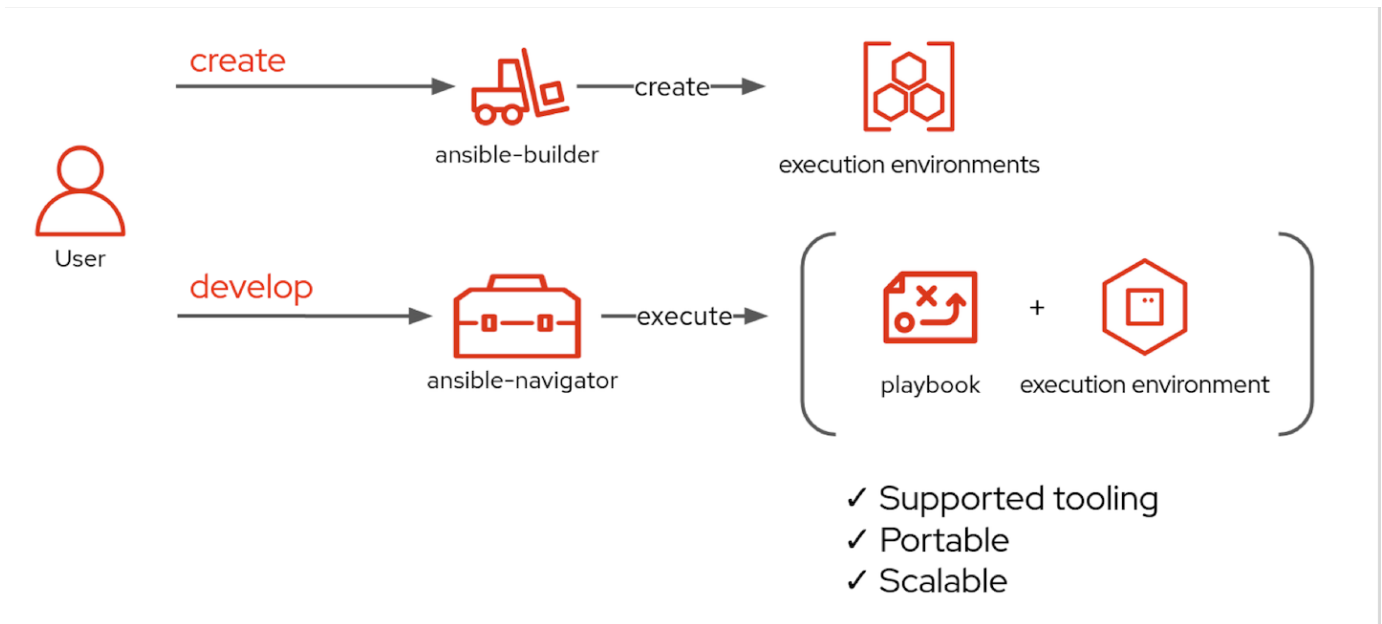 create
create
ansible-builder
execution environments
User
develop
execute
ansible-navigator
+
playbook
execution environment
✓ Supported tooling
✓ Portable
✓ Scalable